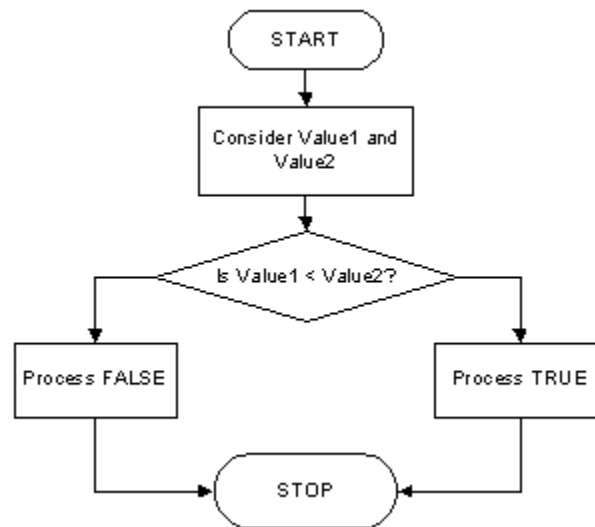 START
Consider Value1 and
Value2
Is Value1 < Value2?
Process FALSE
Process TRUE
STOP